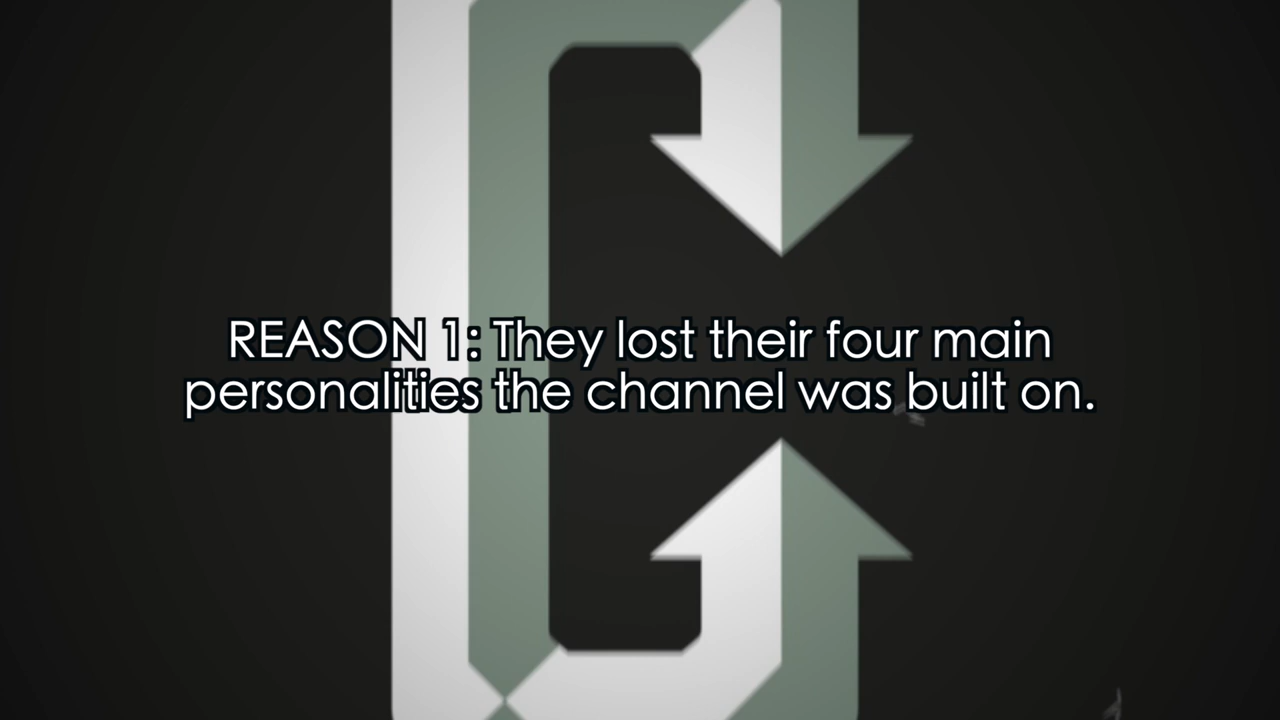 REASON 1: They lost their four main
personalities the channel was built on.